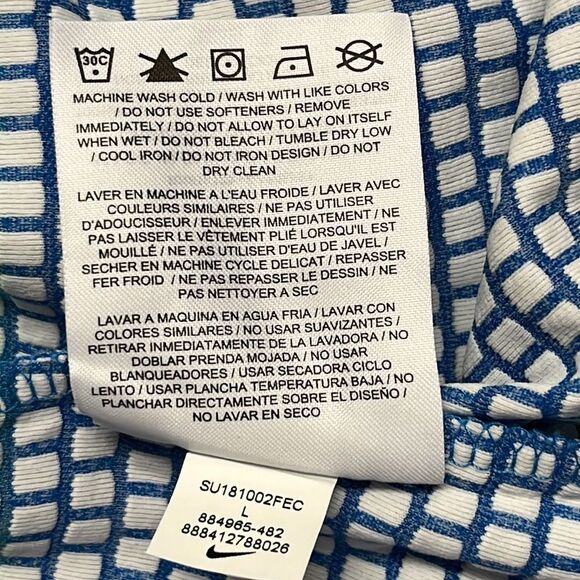 30C
MACHINE WASH COLD / WASH WITH LIKE COLORS
/ DO NOT USE SOFTENERS / REMOVE
IMMEDIATELY / DO NOT ALLOW TO LAY ON ITSELF
WHEN WET / DO NOT BLEACH / TUMBLE DRY LOW
/ COOL IRON / DO NOT IRON DESIGN / DO NOT
DRY CLEAN
LAVER EN MACHINE A L'EAU FROIDE / LAVER AVEC
COULEURS SIMILAIRES / NE PAS UTILISER
D'ADOUCISSEUR / ENLEVER IMMEDIATEMENT / NE
PAS LAISSER LE VÊTEMENT PLIÉ LORSQU'IL EST
MOUILLÉ / NE PAS UTILISER D'EAU DE JAVEL /
SECHER EN MACHINE CYCLE DELICAT / REPASSER
FER FROID / NE PAS REPASSER LE DESSIN / NE
PAS NETTOYER A SEC
LAVAR A MAQUINA EN AGUA FRIA / LAVAR CON
COLORES SIMILARES / NO USAR SUAVIZANTES /
RETIRAR INMEDIATAMENTE DE LA LAVADORA / NO
DOBLAR PRENDA MOJADA / NO USAR
BLANQUEADORES / USAR SECADORA CICLO
LENTO / USAR PLANCHA TEMPERATURA BAJA / NO
PLANCHAR DIRECTAMENTE SOBRE EL DISEÑO /
NO LAVAR EN SECO
SU181002FEC
L
884965-482
888412788026